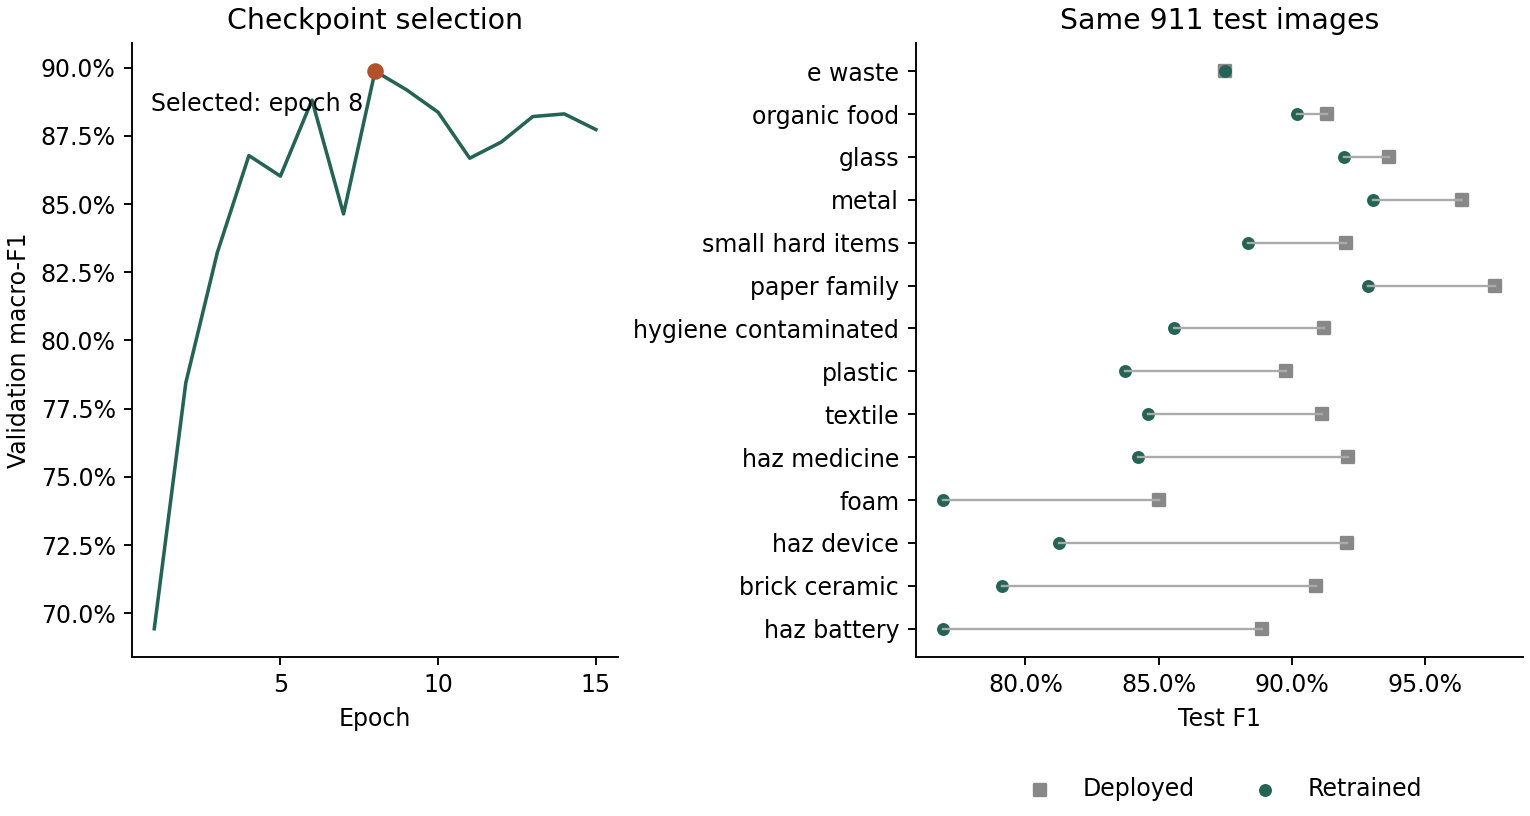 Checkpoint selection
Validation macro-F1
90.0%
87.5%
85.0%
82.5%
80.0%
77.5%
75.0%
72.5%
70.0%
Selected: epoch 8
5
10
15
Epoch
Same 911 test images
e waste
organic food
glass
metal
small hard items
paper family
hygiene contaminated
plastic
textile
haz medicine
foam
haz device
brick ceramic
haz battery
80.0%
85.0%
90.0%
95.0%
Test F1
Deployed
Retrained